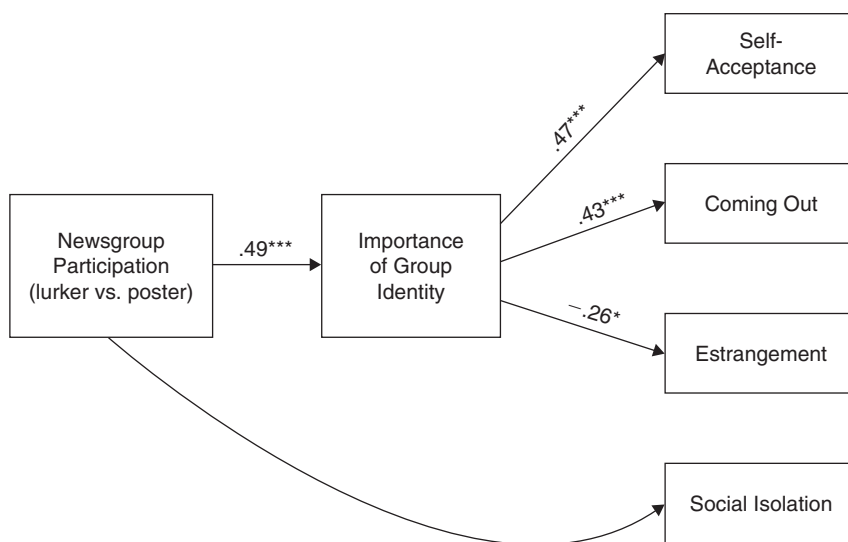 Self-
Acceptance
.47***
Coming Out
.43***
Newsgroup
Participation
(lurker vs. poster)
.49***
Importance
of Group
Identity
–.26*
Estrangement
Social Isolation